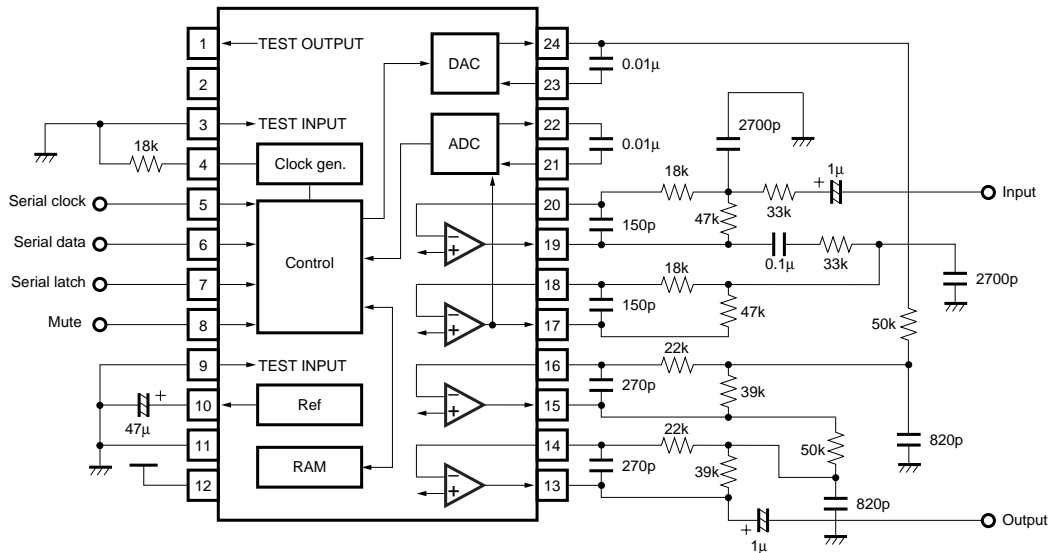 1
TEST OUTPUT
2
3
TEST INPUT
18k
4
Clock gen.
Serial clock
5
Serial data
6
Control
Serial latch
7
Mute
8
9
TEST INPUT
10
Ref
+
47μ
11
RAM
12
DAC
ADC
−
+
−
+
−
+
−
+
24
0.01μ
23
22
0.01μ
21
20
150p
19
18
150p
17
16
270p
15
14
270p
13
2700p
18k
47k
33k
+
1μ
Input
0.1μ
33k
2700p
18k
47k
50k
22k
39k
820p
22k
39k
50k
820p
+
1μ
Output